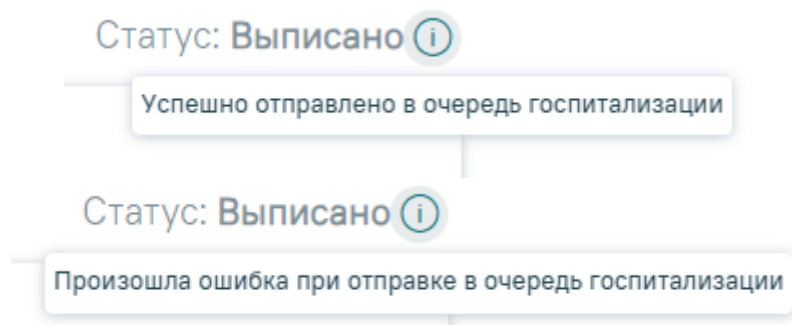 Статус: Выписано
Успешно отправлено в очередь госпитализации
Статус: Выписано
Произошла ошибка при отправке в очередь госпитализации